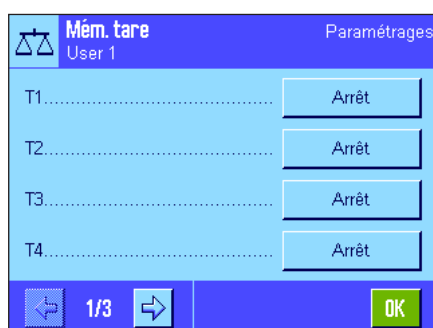 Mém. tare Paramétrages
User 1
T1........................................ Arrêt
T2........................................ Arrêt
T3........................................ Arrêt
T4........................................ Arrêt
1/3 OK